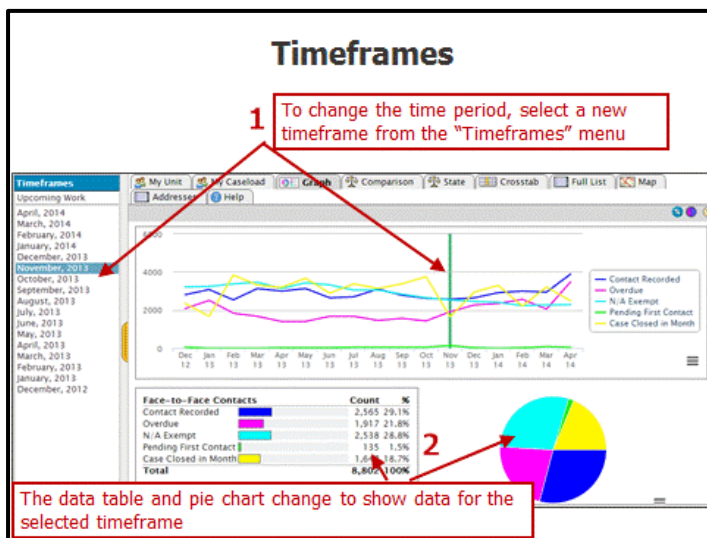 Timeframes
1
To change the time period, select a new
timeframe from the “Timeframes” menu
Timeframes
Upcoming Work
April, 2014
March, 2014
February, 2014
January, 2014
December, 2013
November, 2013
October, 2013
September, 2013
August, 2013
July, 2013
June, 2013
May, 2013
April, 2013
March, 2013
February, 2013
January, 2013
December, 2012
My Unit My Caseload Graph Comparison State Crosstab Full List Map
Addresses Help
6000
4000
2000
0
Dec Jan Feb Mar Apr May Jun Jul Aug Sep Oct Nov Dec Jan Feb Mar Apr
12 13 13 13 13 13 13 13 13 13 13 13 13 14 14 14 14
Contact Recorded
Overdue
N/A Exempt
Pending First Contact
Case Closed in Month
Face-to-Face Contacts Count %
Contact Recorded 2,565 29.1%
Overdue 1,917 21.8%
N/A Exempt 2,538 28.8%
Pending First Contact 135 1.5%
Case Closed in Month 18.7%
Total 8,802 100%
2
The data table and pie chart change to show data for the
selected timeframe